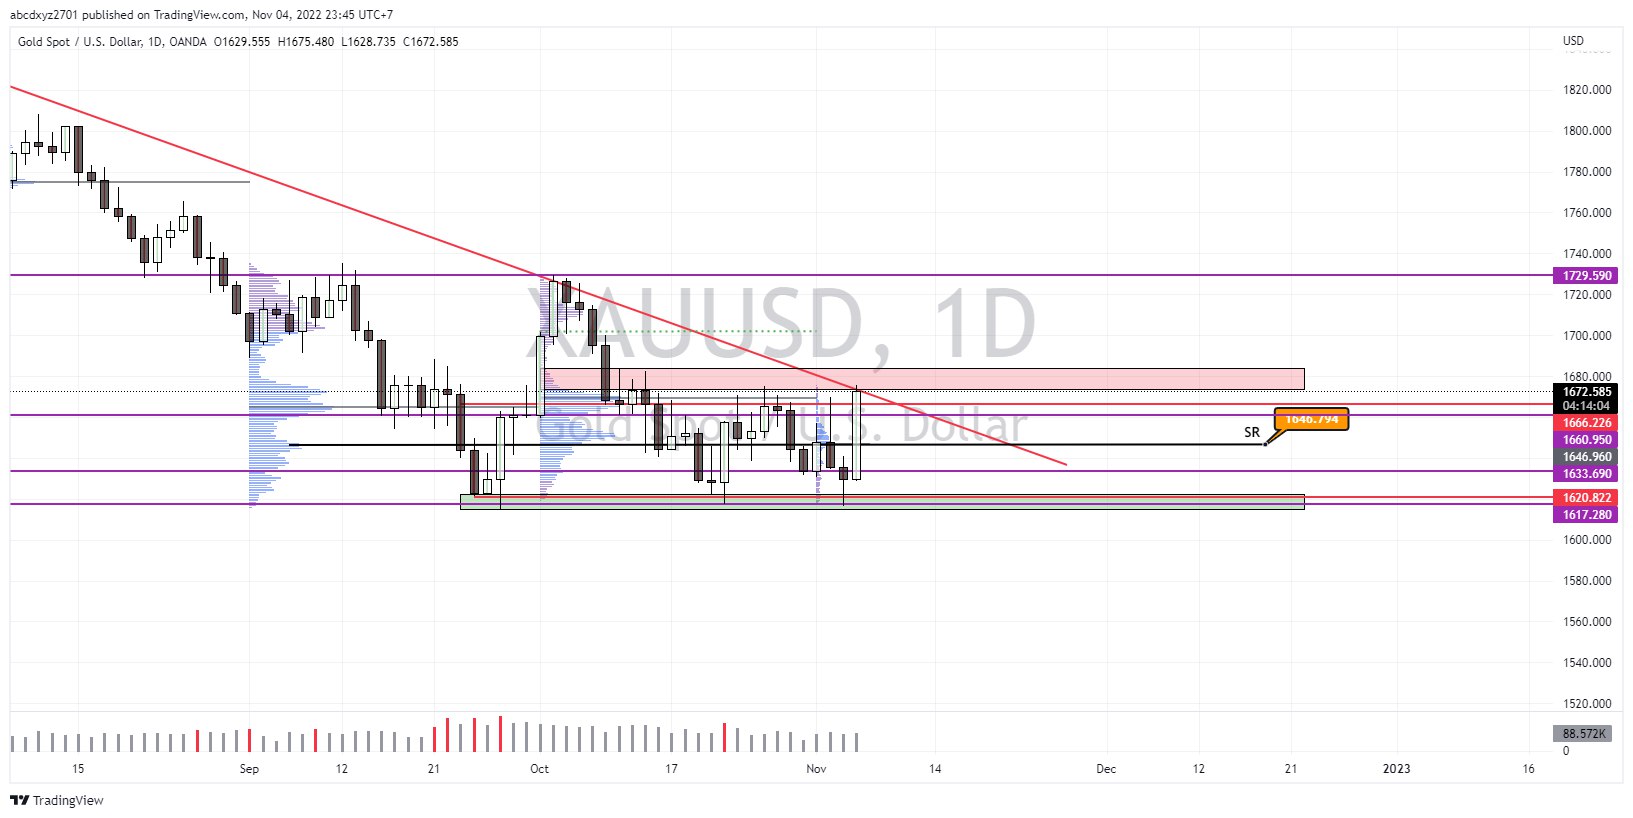 abcdxyz2701 published on TradingView.com, Nov 04, 2022 23:45 UTC+7
Gold Spot / U.S. Dollar, 1D, OANDA O1629.555 H1675.480 L1628.735 C1672.585
USD
1820.000
1800.000
1780.000
1760.000
1740.000
1729.590
1720.000
1700.000
1680.000
1672.585
04:14:04
1666.226
1660.950
1646.960
1633.690
1620.822
1617.280
1600.000
1580.000
1560.000
1540.000
1520.000
88.572K
0
XAUUSD, 1D
Gold Spot / U.S. Dollar
SR
1646.794
15 Sep 12 21 Oct 17 Nov 14 Dec 12 21 2023 16
TradingView